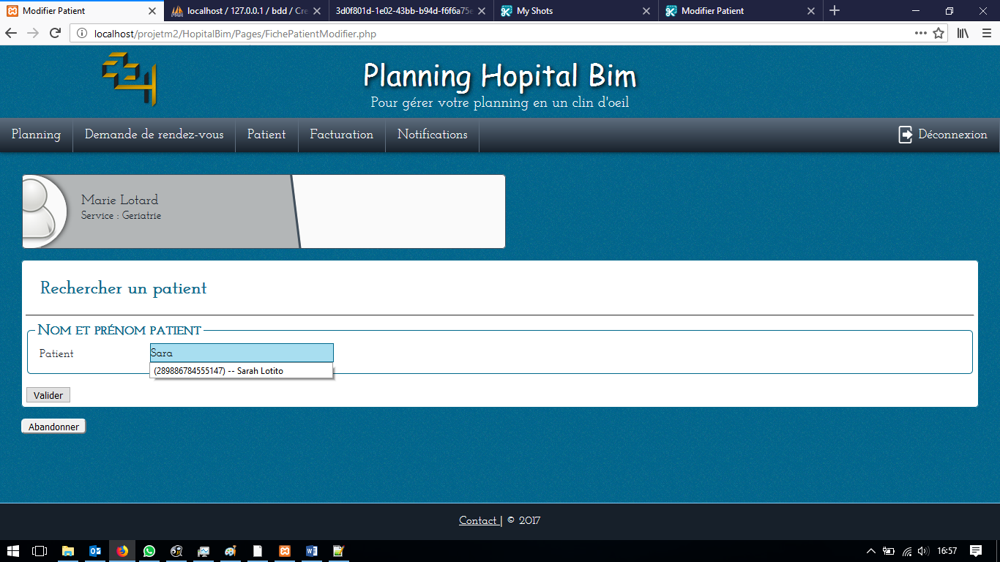 Modifier Patient
localhost / 127.0.0.1 / bdd / Cre
3d0f801d-1e02-43bb-b94d-f6f6a75e
My Shots
Modifier Patient
localhost/projetm2/HopitalBim/Pages/FichePatientModifier.php
Planning Hopital Bim
Pour gérer votre planning en un clin d'oeil
Planning
Demande de rendez-vous
Patient
Facturation
Notifications
Déconnexion
Marie Lotard
Service : Geriatrie
Rechercher un patient
Nom et prénom patient
Patient
Sara
(289886784555147) -- Sarah Lotito
Valider
Abandonner
Contact | © 2017
16:57